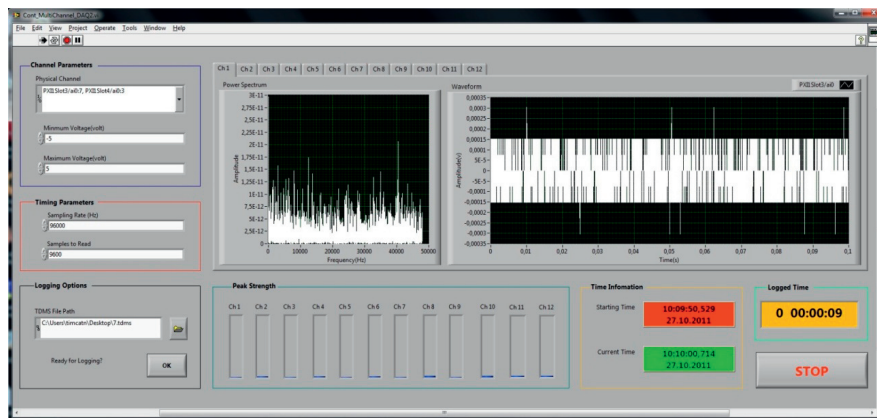 Cont_MultiChannel_DAQ2.vi
File Edit View Project Operate Tools Window Help
Channel Parameters
Physical Channel
PXI1Slot3/ai0:7, PXI1Slot4/ai0:3
Minmum Voltage(volt)
-5
Maximum Voltage(volt)
5
Timing Parameters
Sampling Rate (Hz)
96000
Samples to Read
9600
Logging Options
TDMS File Path
C:\Users\timcatn\Desktop\7.tdms
Ready for Logging?
OK
Ch 1 Ch 2 Ch 3 Ch 4 Ch 5 Ch 6 Ch 7 Ch 8 Ch 9 Ch 10 Ch 11 Ch 12
Power Spectrum
3E-11
2,75E-11
2,5E-11
2,25E-11
2E-11
1,75E-11
1,5E-11
1,25E-11
1E-11
7,5E-12
5E-12
2,5E-12
0
Amplitude
0 10000 20000 30000 40000 50000
Frequency(Hz)
Waveform
PXI1Slot3/ai0
0,00035
0,0003
0,00025
0,0002
0,00015
0,0001
5E-5
0
-5E-5
-0,0001
-0,00015
-0,0002
-0,00025
-0,0003
-0,00035
Amplitude(v)
0 0,01 0,02 0,03 0,04 0,05 0,06 0,07 0,08 0,09 0,1
Time(s)
Peak Strength
Ch 1 Ch 2 Ch 3 Ch 4 Ch 5 Ch 6 Ch 7 Ch 8 Ch 9 Ch 10 Ch 11 Ch 12
Time Infomation
Starting Time
10:09:50,529
27.10.2011
Current Time
10:10:00,714
27.10.2011
Logged Time
0 00:00:09
STOP